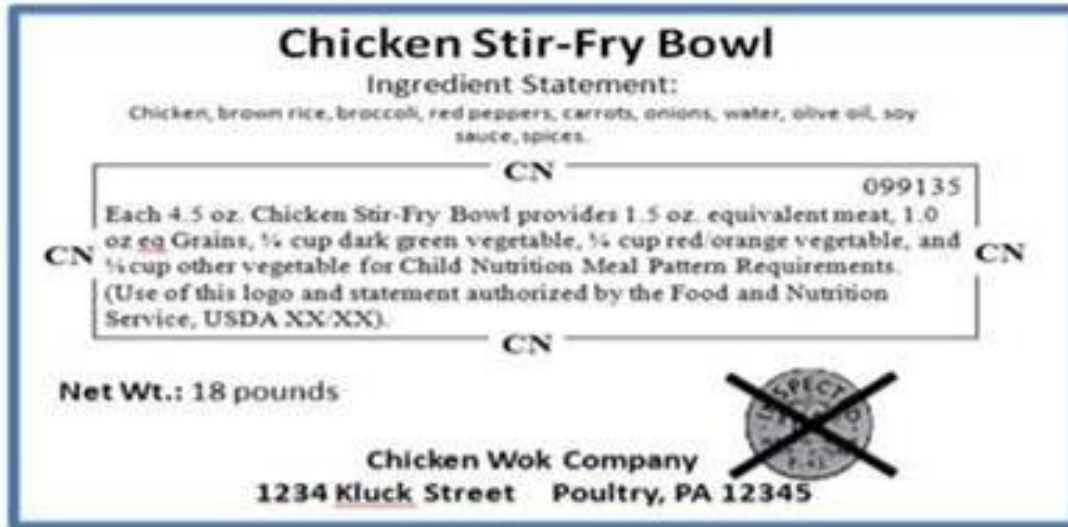 Chicken Stir-Fry Bowl
Ingredient Statement:
Chicken, brown rice, broccoli, red peppers, carrots, onions, water, olive oil, soy
sauce, spices.
CN
099135
Each 4.5 oz. Chicken Stir-Fry Bowl provides 1.5 oz. equivalent meat, 1.0
CN oz eq Grains, ¼ cup dark green vegetable, ¼ cup red/orange vegetable, and CN
cup other vegetable for Child Nutrition Meal Pattern Requirements.
(Use of this logo and statement authorized by the Food and Nutrition
Service, USDA XX/XX).
CN
Net Wt.: 18 pounds
Chicken Wok Company
1234 Kluck Street Poultry, PA 12345